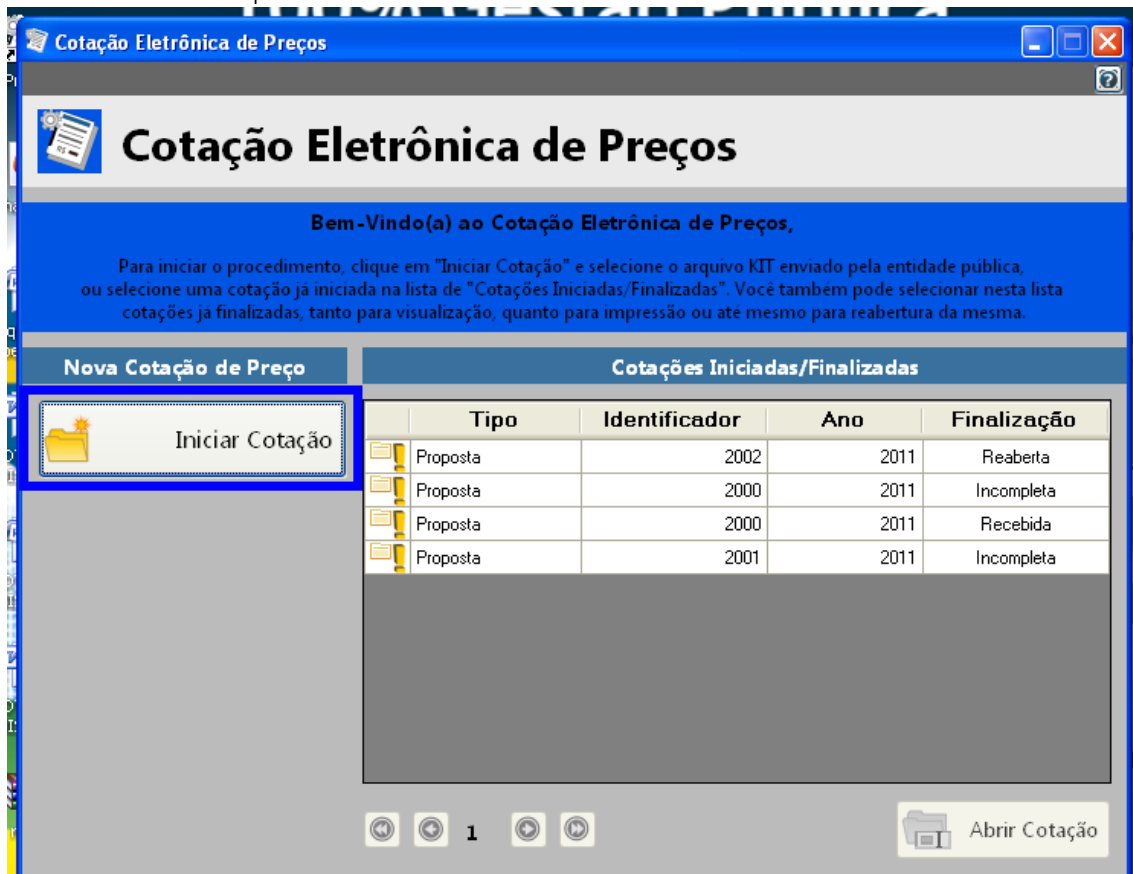 100% Gestão Pública
Cotação Eletrônica de Preços
Cotação Eletrônica de Preços
Bem-Vindo(a) ao Cotação Eletrônica de Preços,
Para iniciar o procedimento, clique em "Iniciar Cotação" e selecione o arquivo KIT enviado pela entidade pública,
ou selecione uma cotação já iniciada na lista de "Cotações Iniciadas/Finalizadas". Você também pode selecionar nesta lista
cotações já finalizadas, tanto para visualização, quanto para impressão ou até mesmo para reabertura da mesma.
Nova Cotação de Preço
Cotações Iniciadas/Finalizadas
Iniciar Cotação
Tipo Identificador Ano Finalização
Proposta 2002 2011 Reaberta
Proposta 2000 2011 Incompleta
Proposta 2000 2011 Recebida
Proposta 2001 2011 Incompleta
1
Abrir Cotação